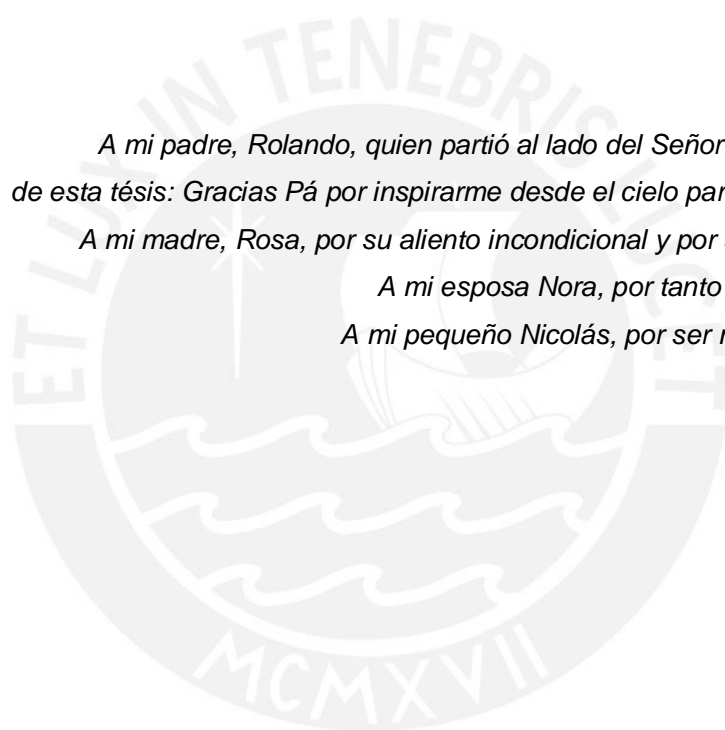 ET LUX IN TENEBRIS LUCET
A mi padre, Rolando, quien partió al lado del Señor
de esta tésis: Gracias Pá por inspirarme desde el cielo
A mi madre, Rosa, por su aliento incondicional y por
A mi esposa Nora, por tanto
A mi pequeño Nicolás, por ser
MCMXVII